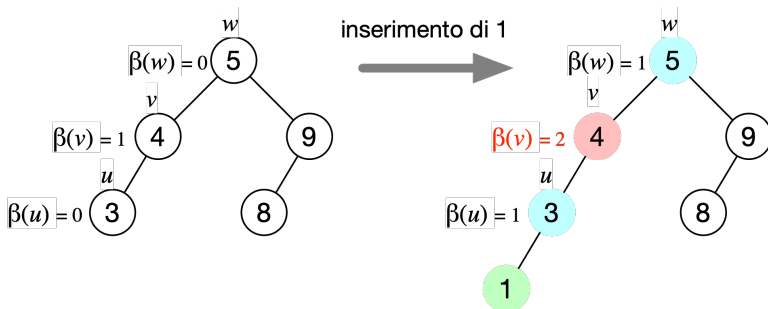 w
inserimento di 1
w
β(w) = 0
5
β(w) = 1
5
v
v
β(v) = 1
4
9
β(v) = 2
4
9
u
u
β(u) = 0
3
8
β(u) = 1
3
8
1